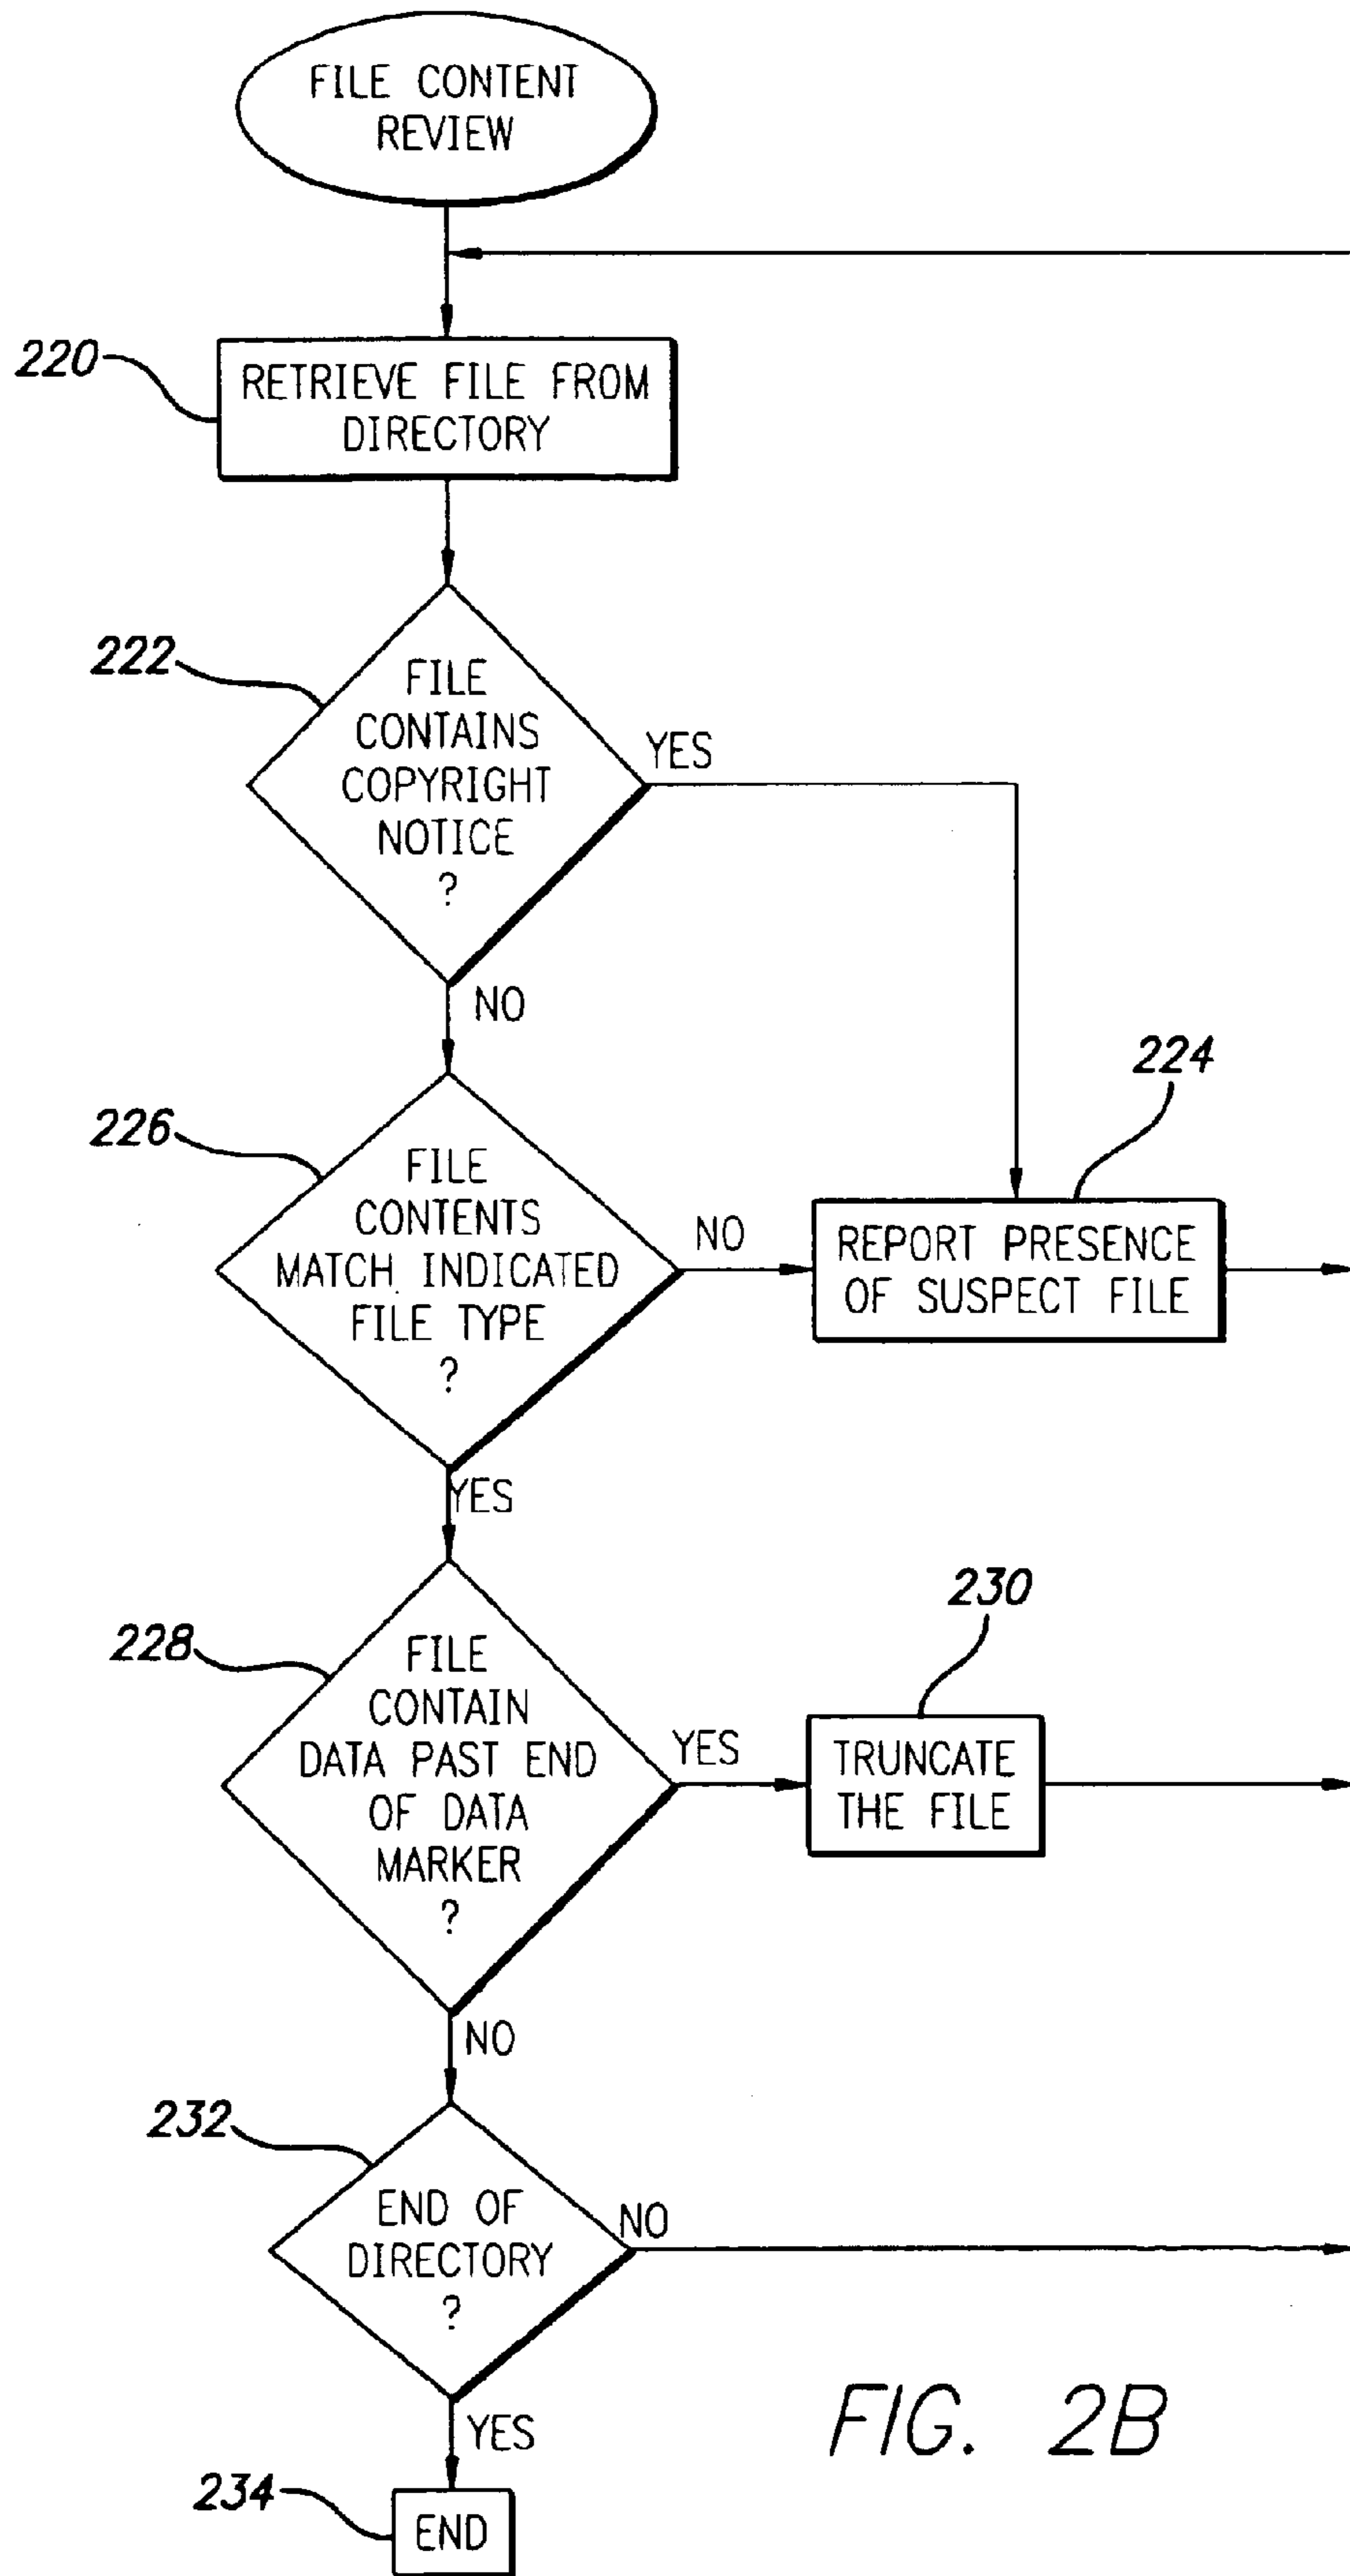 FILE CONTENT
REVIEW
220
RETRIEVE FILE FROM
DIRECTORY
222
FILE
CONTAINS
COPYRIGHT
NOTICE
?
YES
NO
224
REPORT PRESENCE
OF SUSPECT FILE
226
FILE
CONTENTS
MATCH INDICATED
FILE TYPE
?
NO
YES
228
FILE
CONTAIN
DATA PAST END
OF DATA
MARKER
?
YES
230
TRUNCATE
THE FILE
NO
232
END OF
DIRECTORY
?
NO
YES
234
END
FIG. 2B